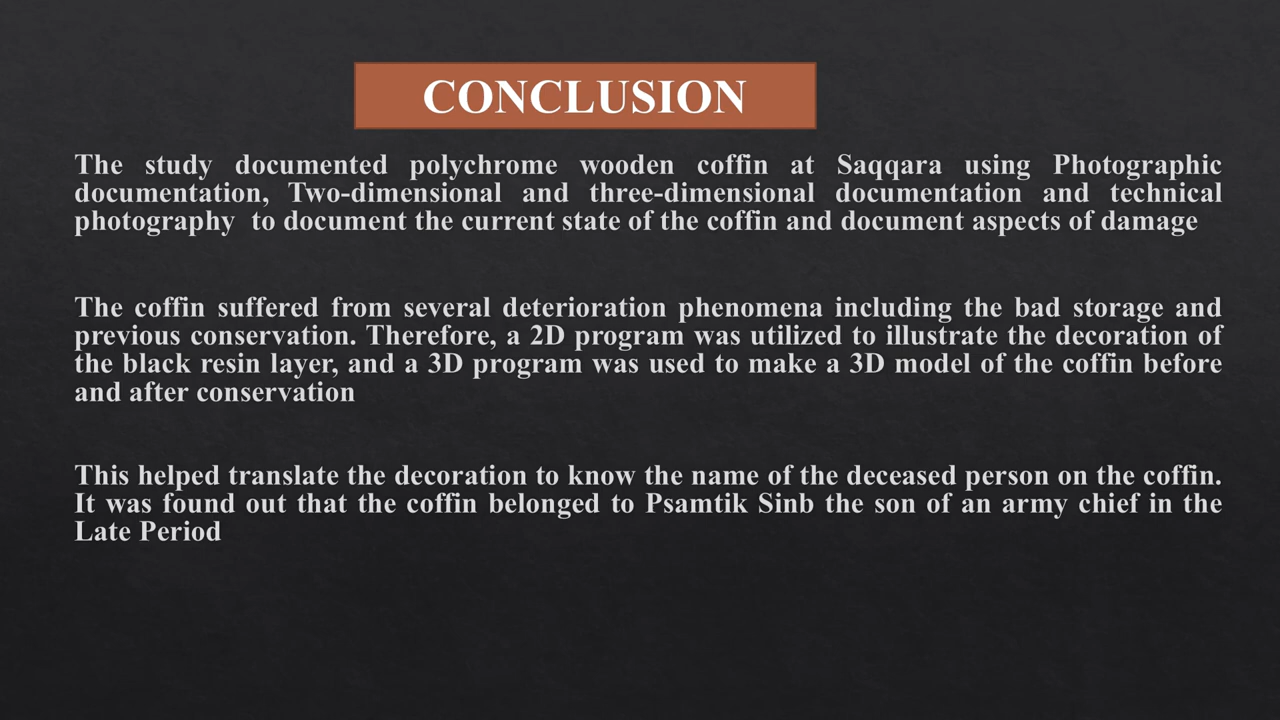 CONCLUSION
The study documented polychrome wooden coffin at Saqqara using Photographic
documentation, Two-dimensional and three-dimensional documentation and technical
photography to document the current state of the coffin and document aspects of damage
The coffin suffered from several deterioration phenomena including the bad storage and
previous conservation. Therefore, a 2D program was utilized to illustrate the decoration of
the black resin layer, and a 3D program was used to make a 3D model of the coffin before
and after conservation
This helped translate the decoration to know the name of the deceased person on the coffin.
It was found out that the coffin belonged to Psamtik Sinb the son of an army chief in the
Late Period